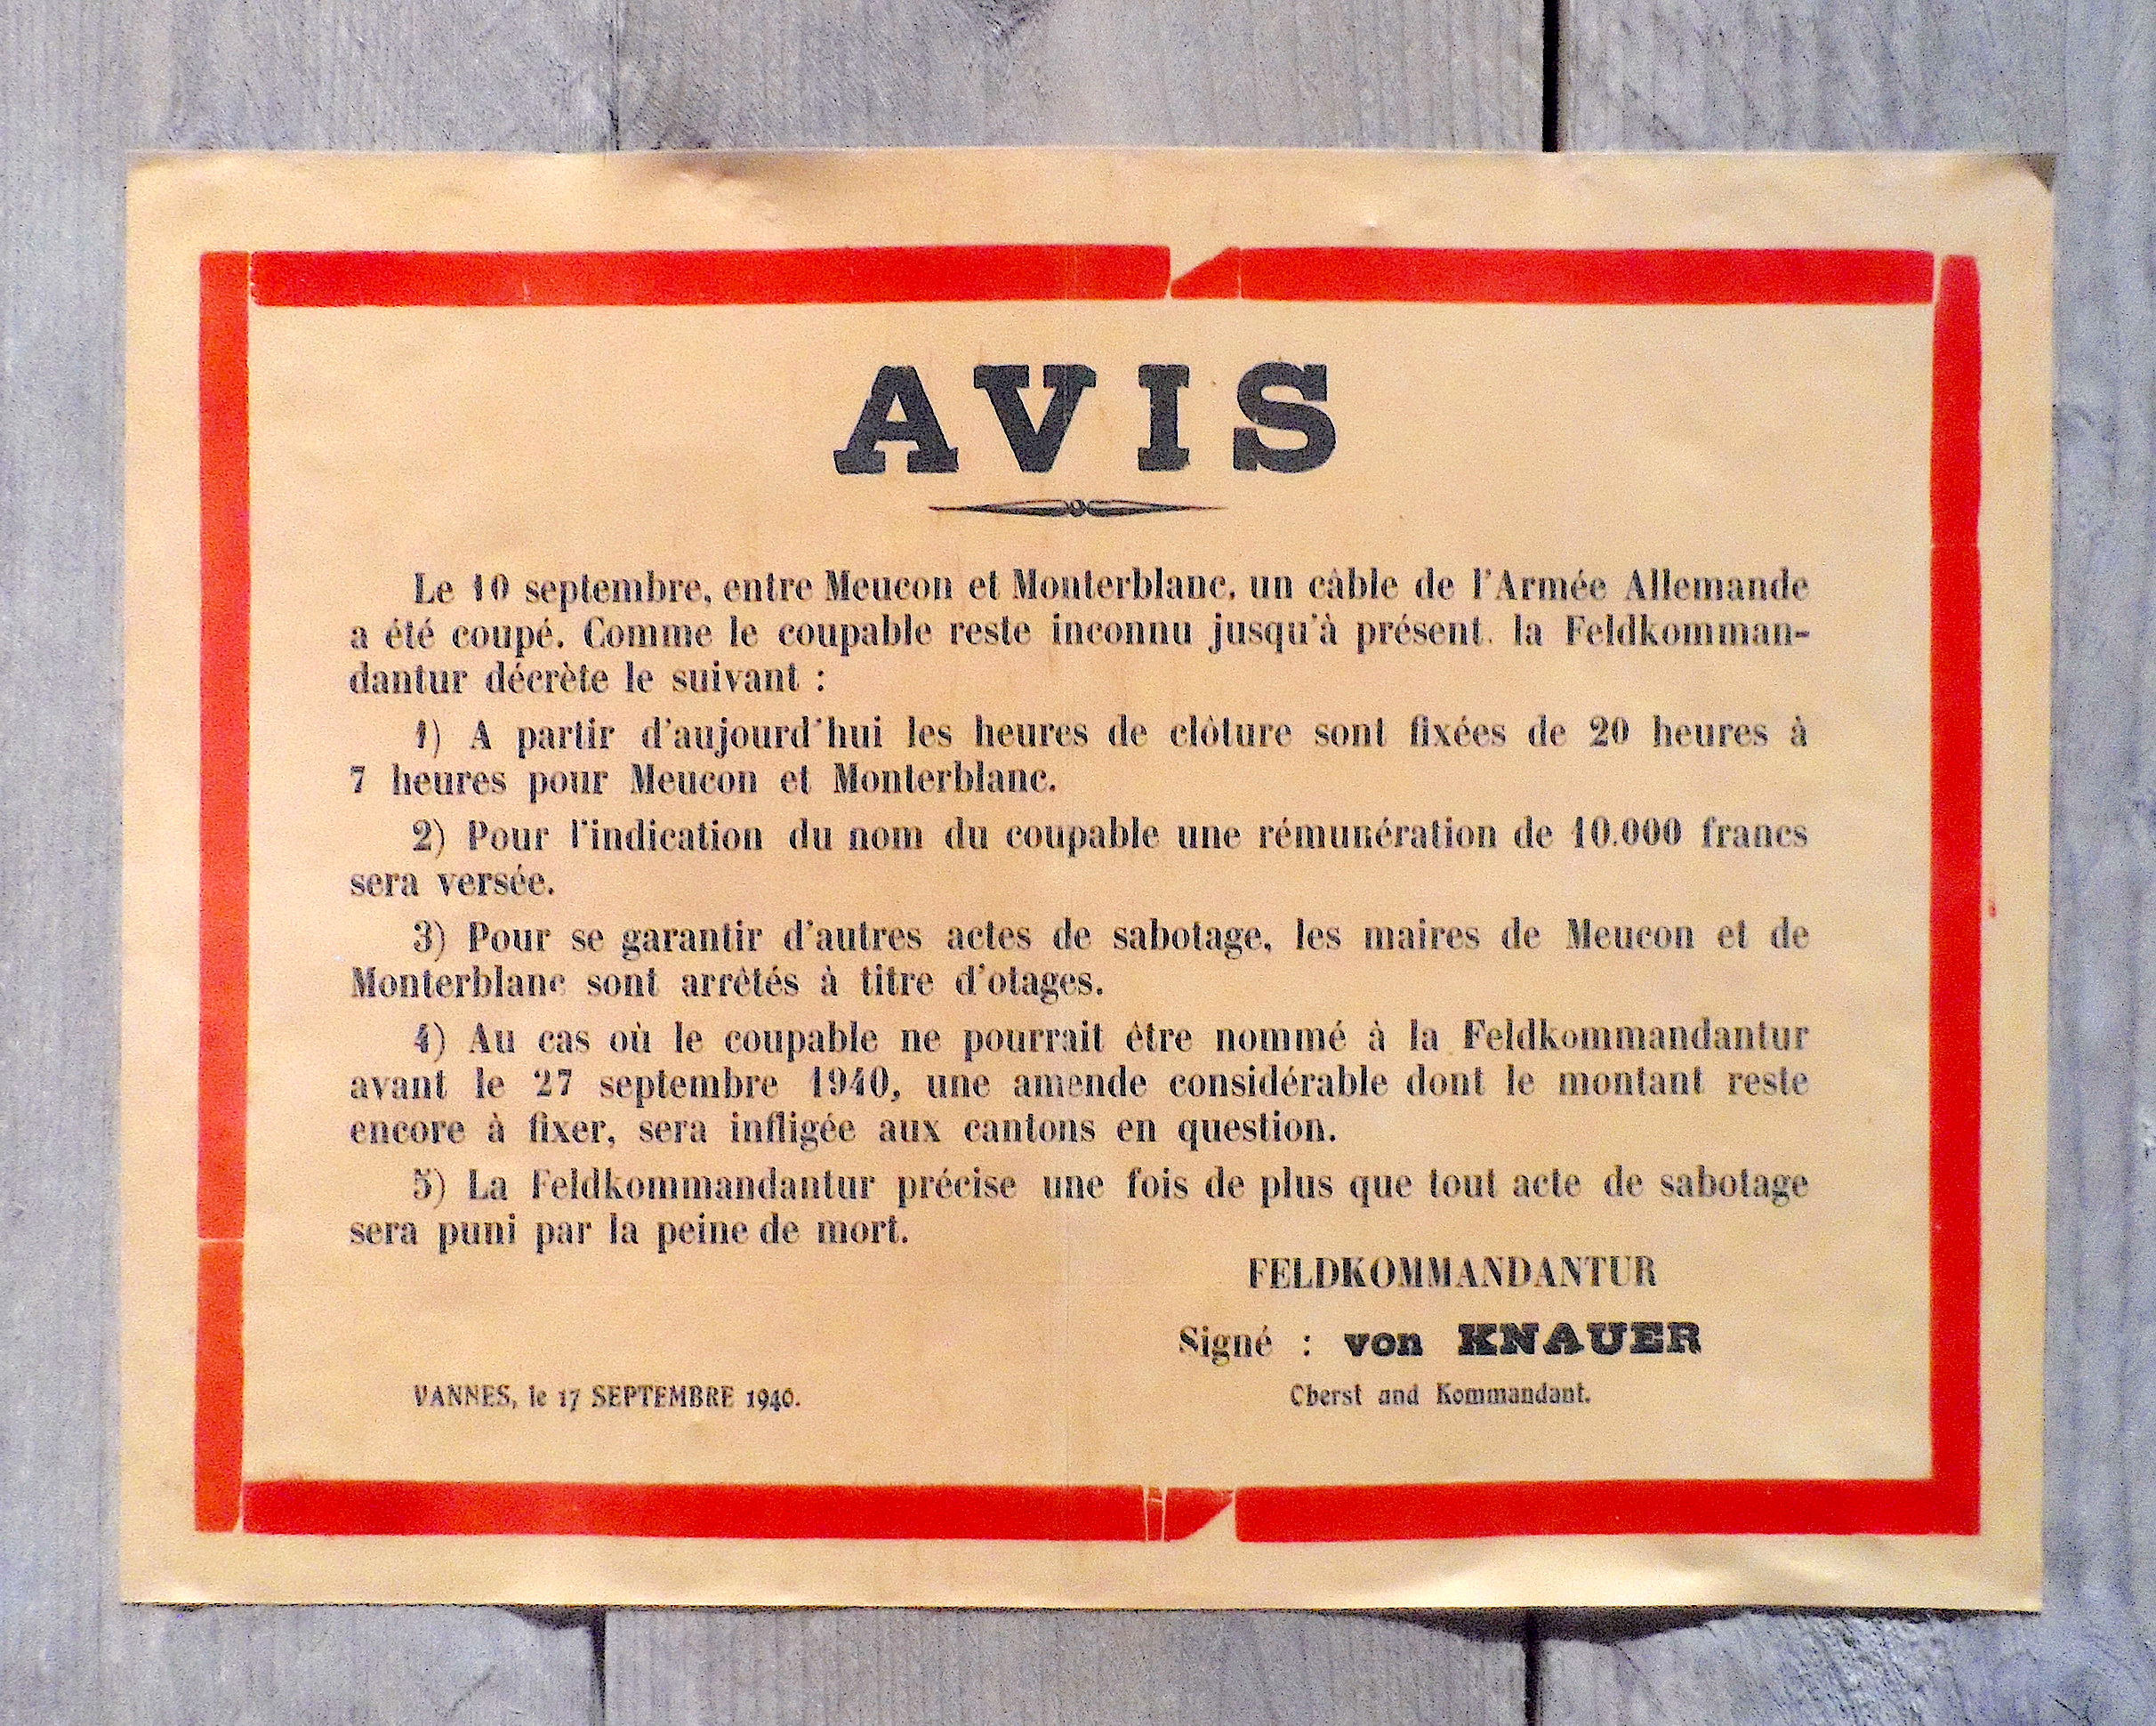 AVIS
Le 10 septembre, entre Meucon et Monterblanc, un câble de l'Armée Allemande
a été coupé. Comme le coupable reste inconnu jusqu'à présent. la Feldkomman-
dantur décrète le suivant :
1) A partir d'aujourd'hui les heures de clôture sont fixées de 20 heures à
7 heures pour Meucon et Monterblanc.
2) Pour l'indication du nom du coupable une rémunération de 10.000 francs
sera versée.
3) Pour se garantir d'autres actes de sabotage, les maires de Meucon et de
Monterblanc sont arrêtés à titre d'otages.
4) Au cas où le coupable ne pourrait être nommé à la Feldkommandantur
avant le 27 septembre 1940, une amende considérable dont le montant reste
encore à fixer, sera infligée aux cantons en question.
5) La Feldkommandantur précise une fois de plus que tout acte de sabotage
sera puni par la peine de mort.
FELDKOMMANDANTUR
Signé : von KNAUER
VANNES, le 17 SEPTEMBRE 1940.
Cberst and Kommandant.